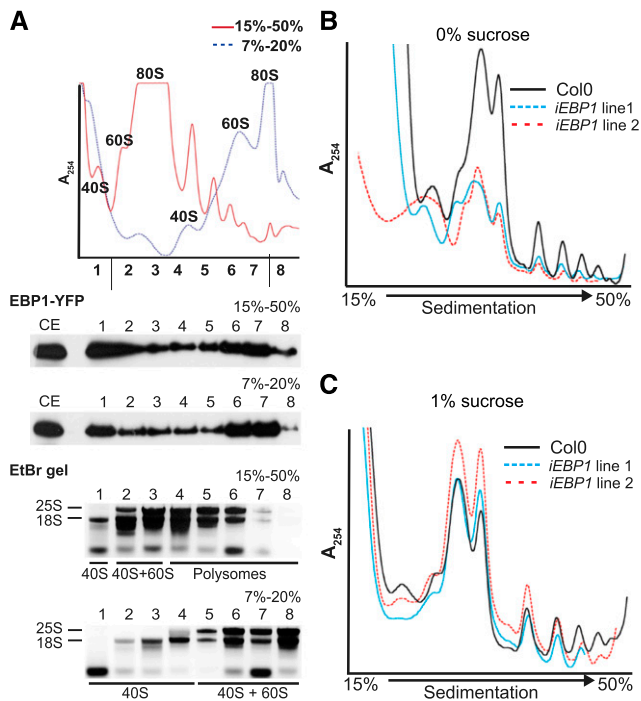 A
15%-50%
7%-20%
80S
80S
60S
60S
40S
40S
A254
1 2 3 4 5 6 7 8
EBP1-YFP
15%-50%
CE 1 2 3 4 5 6 7 8
7%-20%
CE 1 2 3 4 5 6 7 8
EtBr gel
15%-50%
1 2 3 4 5 6 7 8
25S
18S
40S 40S+60S Polysomes
7%-20%
1 2 3 4 5 6 7 8
25S
18S
40S 40S + 60S
B
0% sucrose
Col0
iEBP1 line1
iEBP1 line 2
A254
15% 50%
Sedimentation
C
1% sucrose
Col0
iEBP1 line 1
iEBP1 line 2
A254
15% 50%
Sedimentation